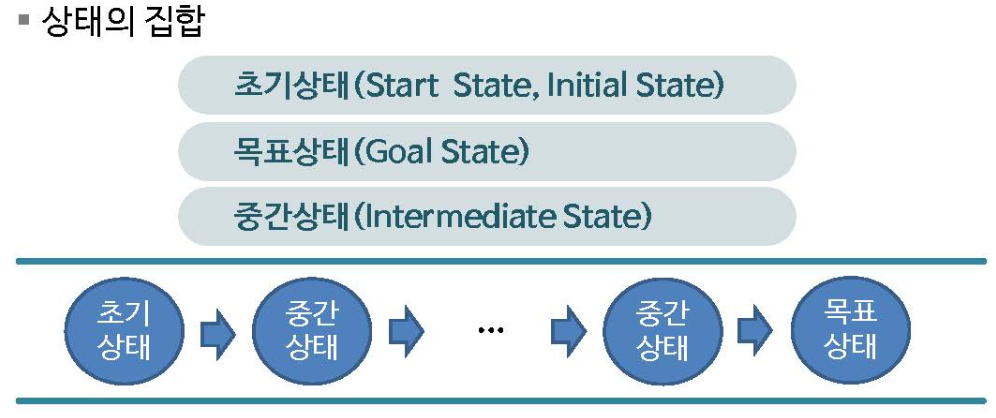 ▪ 상태의 집합
초기상태(Start State, Initial State)
목표상태(Goal State)
중간상태(Intermediate State)
초기
상태
중간
상태
...
중간
상태
목표
상태